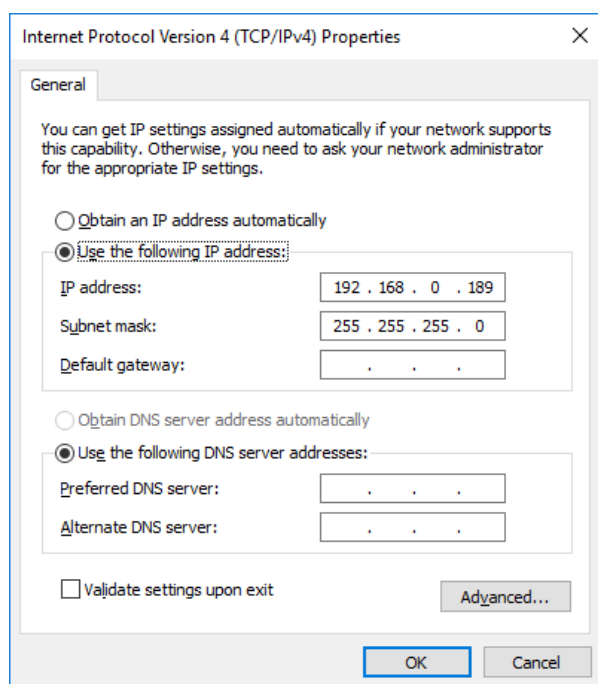 Internet Protocol Version 4 (TCP/IPv4) Properties
General
You can get IP settings assigned automatically if your network supports
this capability. Otherwise, you need to ask your network administrator
for the appropriate IP settings.
Obtain an IP address automatically
Use the following IP address:
IP address: 192 . 168 . 0 . 189
Subnet mask: 255 . 255 . 255 . 0
Default gateway: . . .
Obtain DNS server address automatically
Use the following DNS server addresses:
Preferred DNS server: . . .
Alternate DNS server: . . .
Validate settings upon exit
Advanced...
OK Cancel